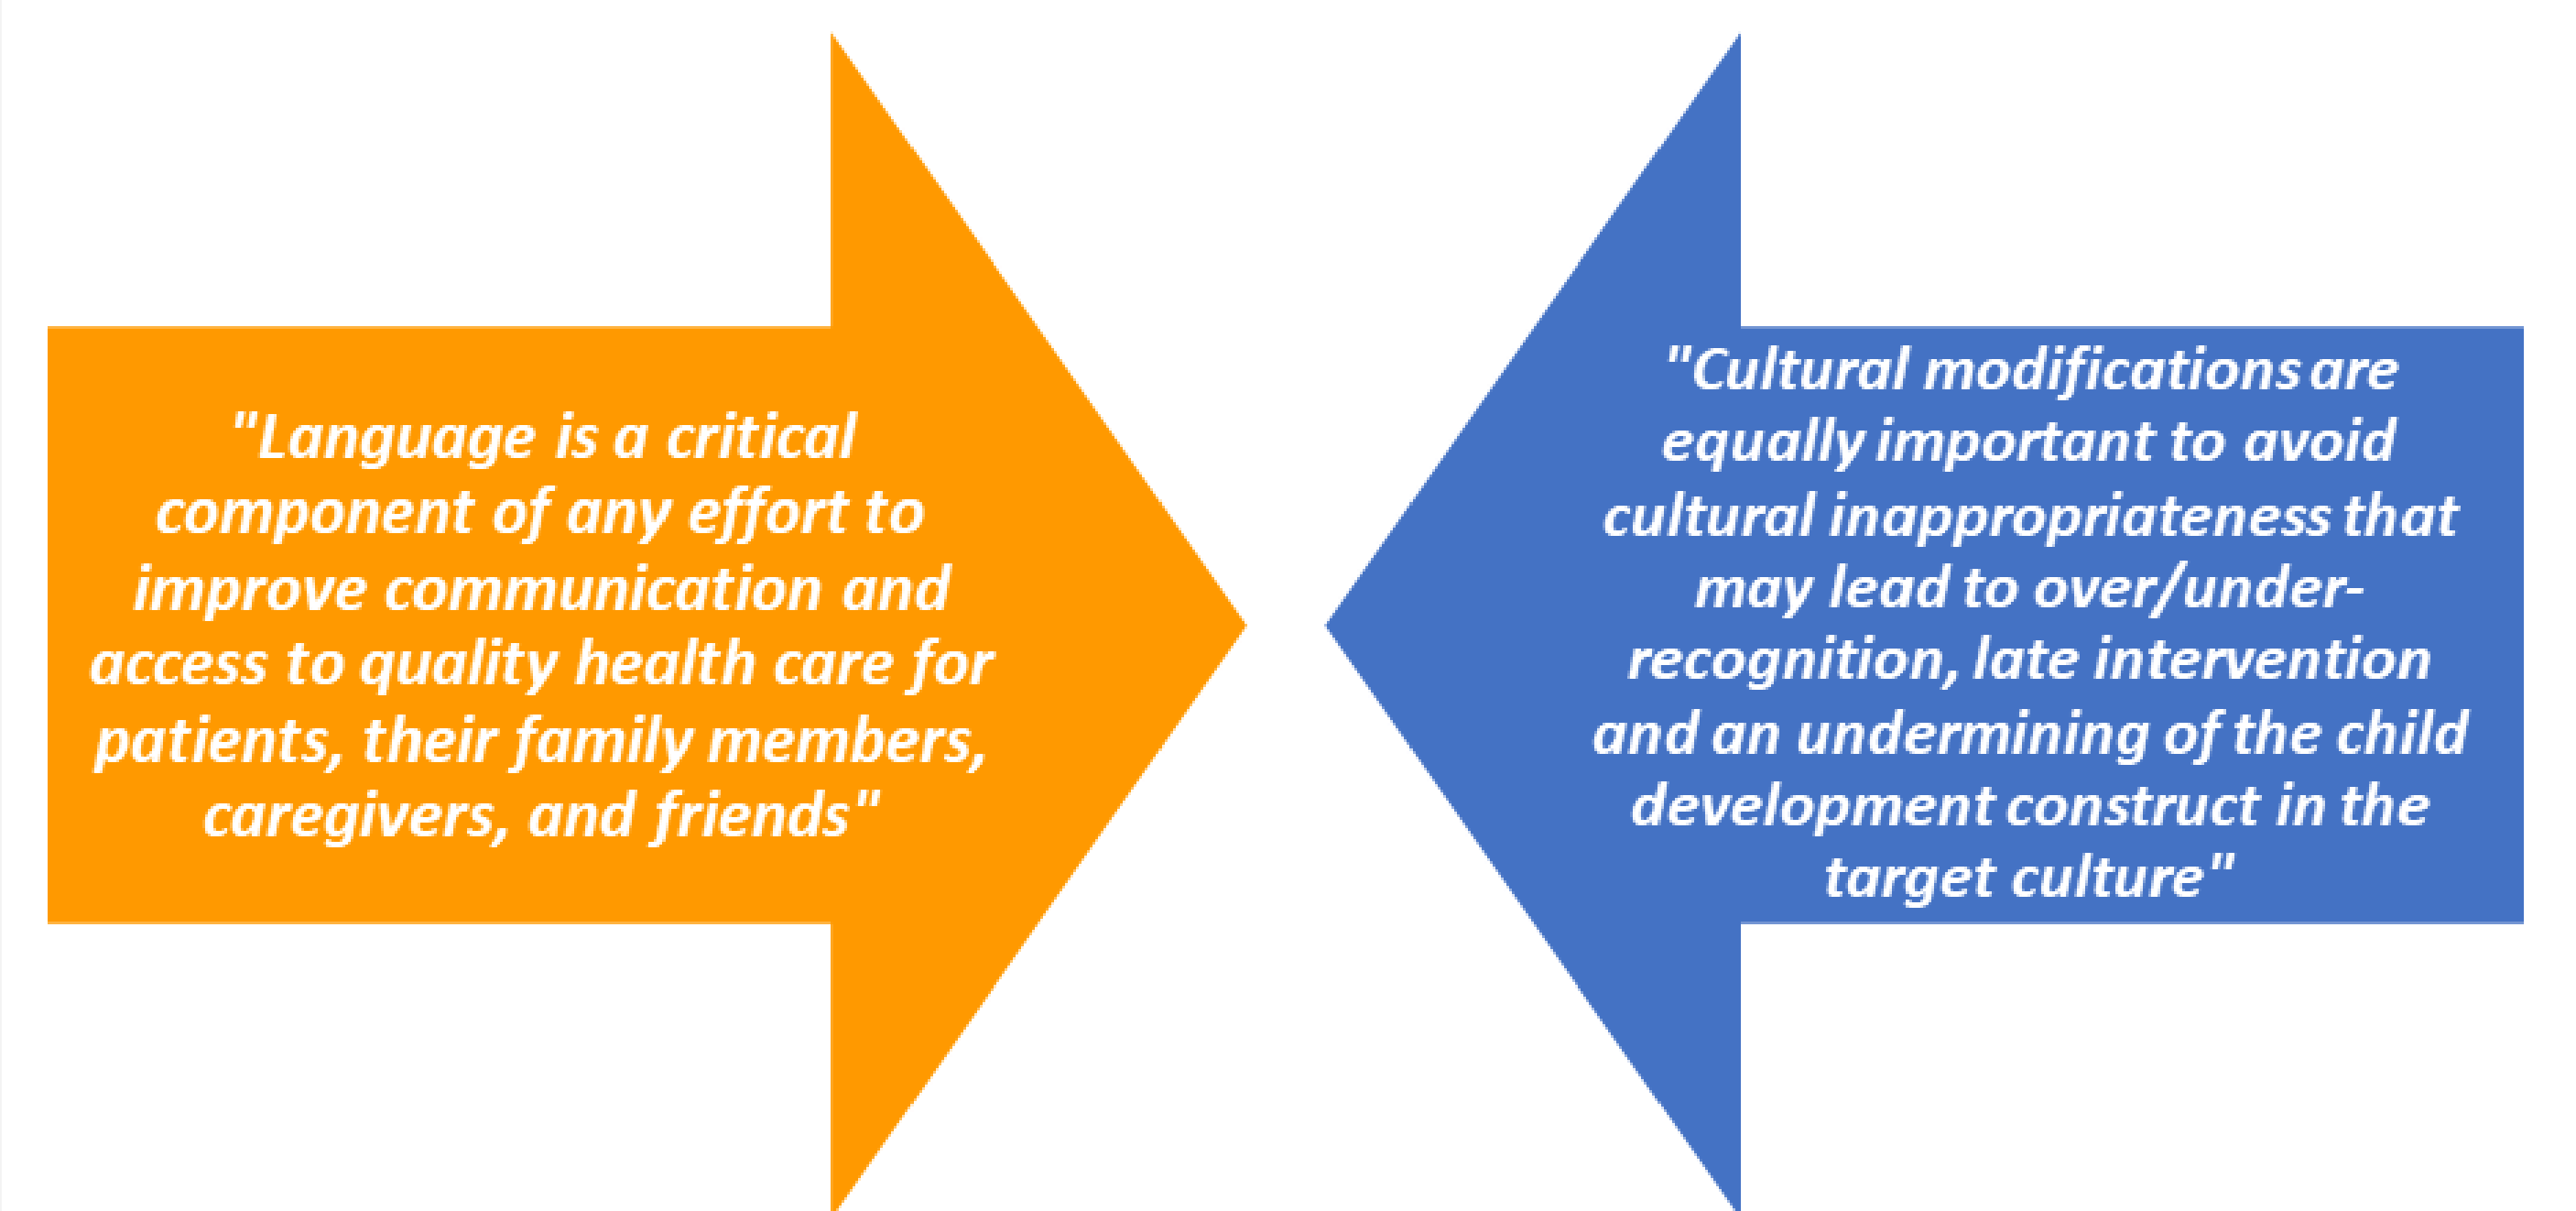 "Language is a critical
component of any effort to
improve communication and
access to quality health care for
patients, their family members,
caregivers, and friends"
"Cultural modifications are
equally important to avoid
cultural inappropriateness that
may lead to over/under-
recognition, late intervention
and an undermining of the child
development construct in the
target culture"